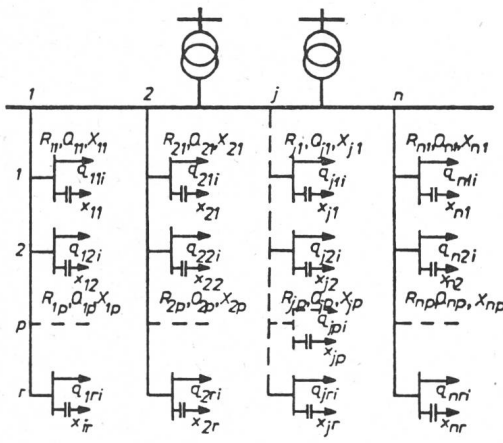 1 2 j n
R11, Q11, X11 R21, Q21, X21 Rj1, Qj1, Xj1 Rn1, Qn1, Xn1
1 q11i q21i qj1i qn1i
x11 x21 xj1 xn1
2 q12i q22i qj2i qn2i
x12 x22 xj2 xn2
R1p, Q1p, X1p R2p, Q2p, X2p Rjp, Qjp, Xjp Rnp, Qnp, Xnp
p qjpi
xjp
r q1ri q2ri qjri qnri
x1r x2r xjr xnr